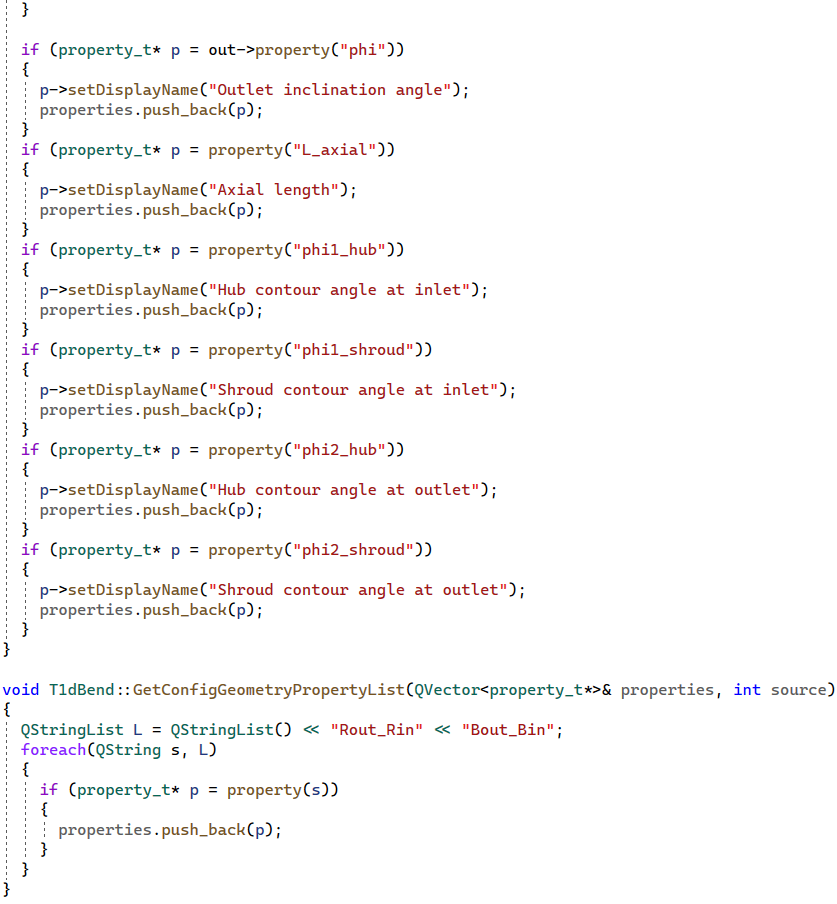 }

  if (property_t* p = out->property("phi"))
  {
    p->setDisplayName("Outlet inclination angle");
    properties.push_back(p);
  }
  if (property_t* p = property("L_axial"))
  {
    p->setDisplayName("Axial length");
    properties.push_back(p);
  }
  if (property_t* p = property("phi1_hub"))
  {
    p->setDisplayName("Hub contour angle at inlet");
    properties.push_back(p);
  }
  if (property_t* p = property("phi1_shroud"))
  {
    p->setDisplayName("Shroud contour angle at inlet");
    properties.push_back(p);
  }
  if (property_t* p = property("phi2_hub"))
  {
    p->setDisplayName("Hub contour angle at outlet");
    properties.push_back(p);
  }
  if (property_t* p = property("phi2_shroud"))
  {
    p->setDisplayName("Shroud contour angle at outlet");
    properties.push_back(p);
  }
}

void T1dBend::GetConfigGeometryPropertyList(QVector<property_t*>& properties, int source)
{
  QStringList L = QStringList() << "Rout_Rin" << "Bout_Bin";
  foreach(QString s, L)
  {
    if (property_t* p = property(s))
    {
      properties.push_back(p);
    }
  }
}